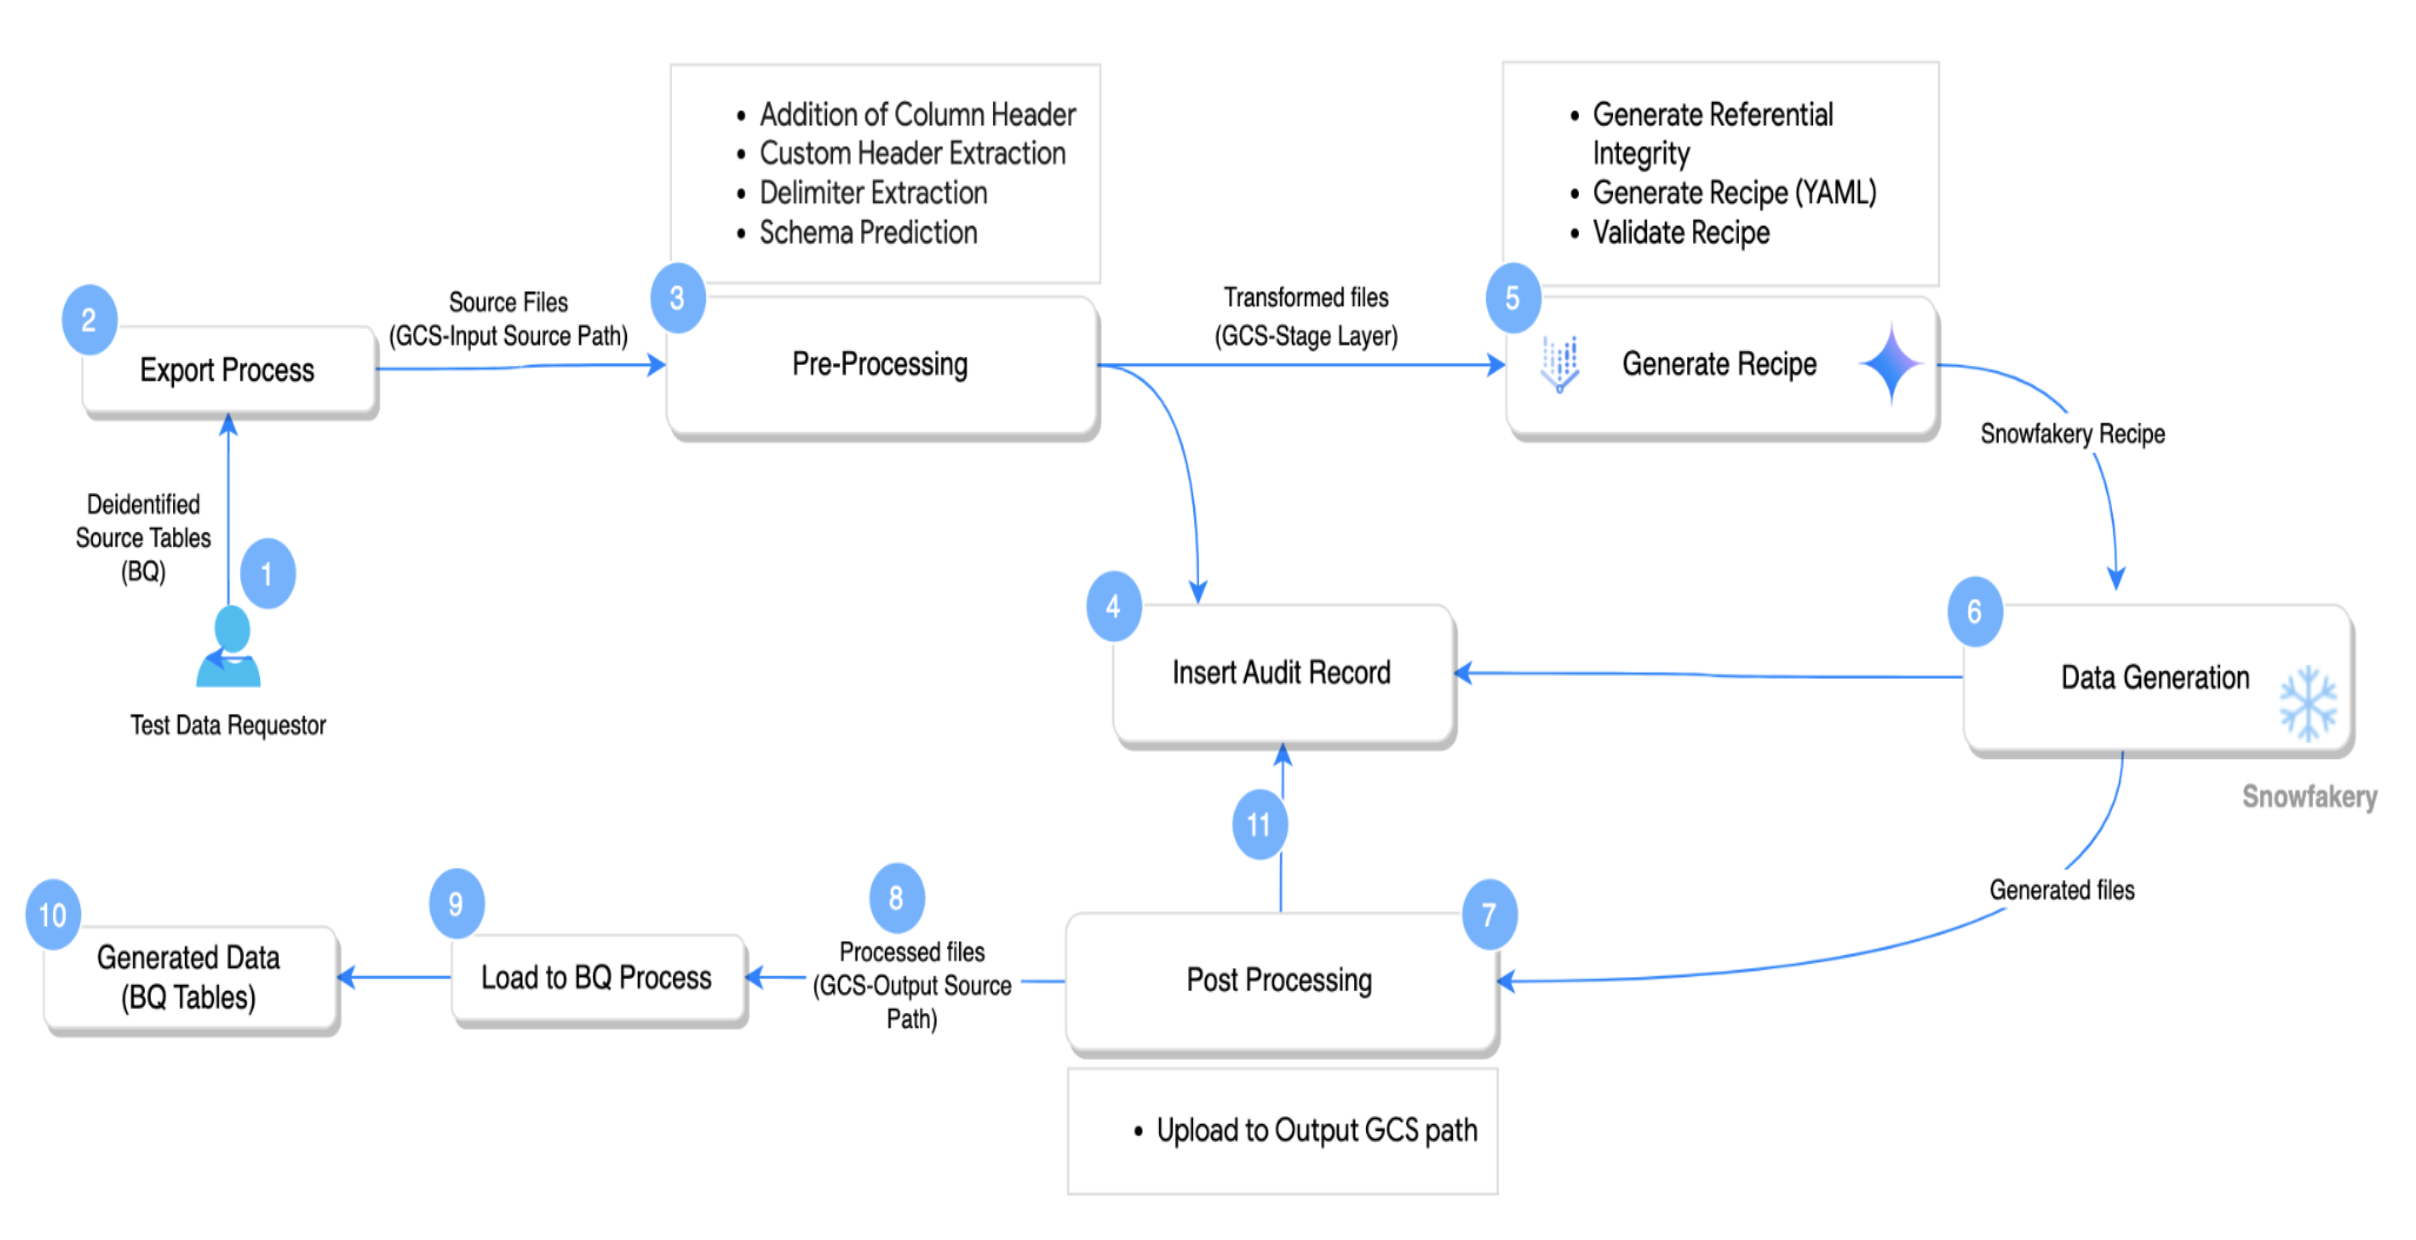 • Addition of Column Header
• Custom Header Extraction
• Delimiter Extraction
• Schema Prediction
• Generate Referential
Integrity
• Generate Recipe (YAML)
• Validate Recipe
2
Export Process
Source Files
(GCS-Input Source Path)
3
Pre-Processing
Transformed files
(GCS-Stage Layer)
5
Generate Recipe
Snowfakery Recipe
Deidentified
Source Tables
(BQ)
1
Test Data Requestor
4
Insert Audit Record
6
Data Generation
Snowfakery
11
Generated files
10
Generated Data
(BQ Tables)
9
Load to BQ Process
8
Processed files
(GCS-Output Source
Path)
7
Post Processing
• Upload to Output GCS path